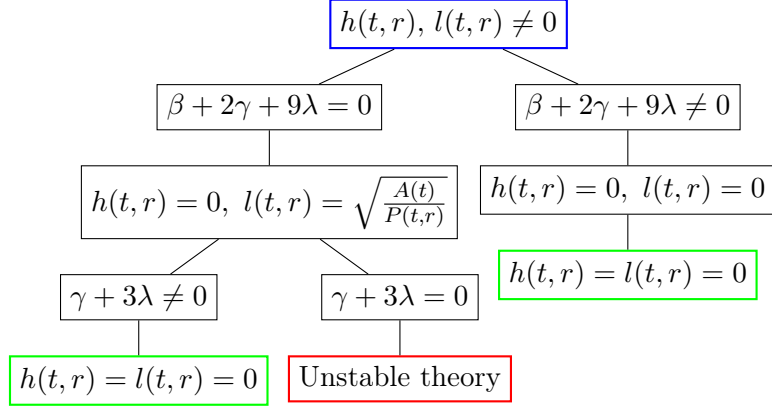 h(t, r), l(t, r) ≠ 0
β + 2γ + 9λ = 0
β + 2γ + 9λ ≠ 0
h(t, r) = 0, l(t, r) = √(A(t)/P(t,r))
h(t, r) = 0, l(t, r) = 0
h(t, r) = l(t, r) = 0
γ + 3λ ≠ 0
γ + 3λ = 0
h(t, r) = l(t, r) = 0
Unstable theory